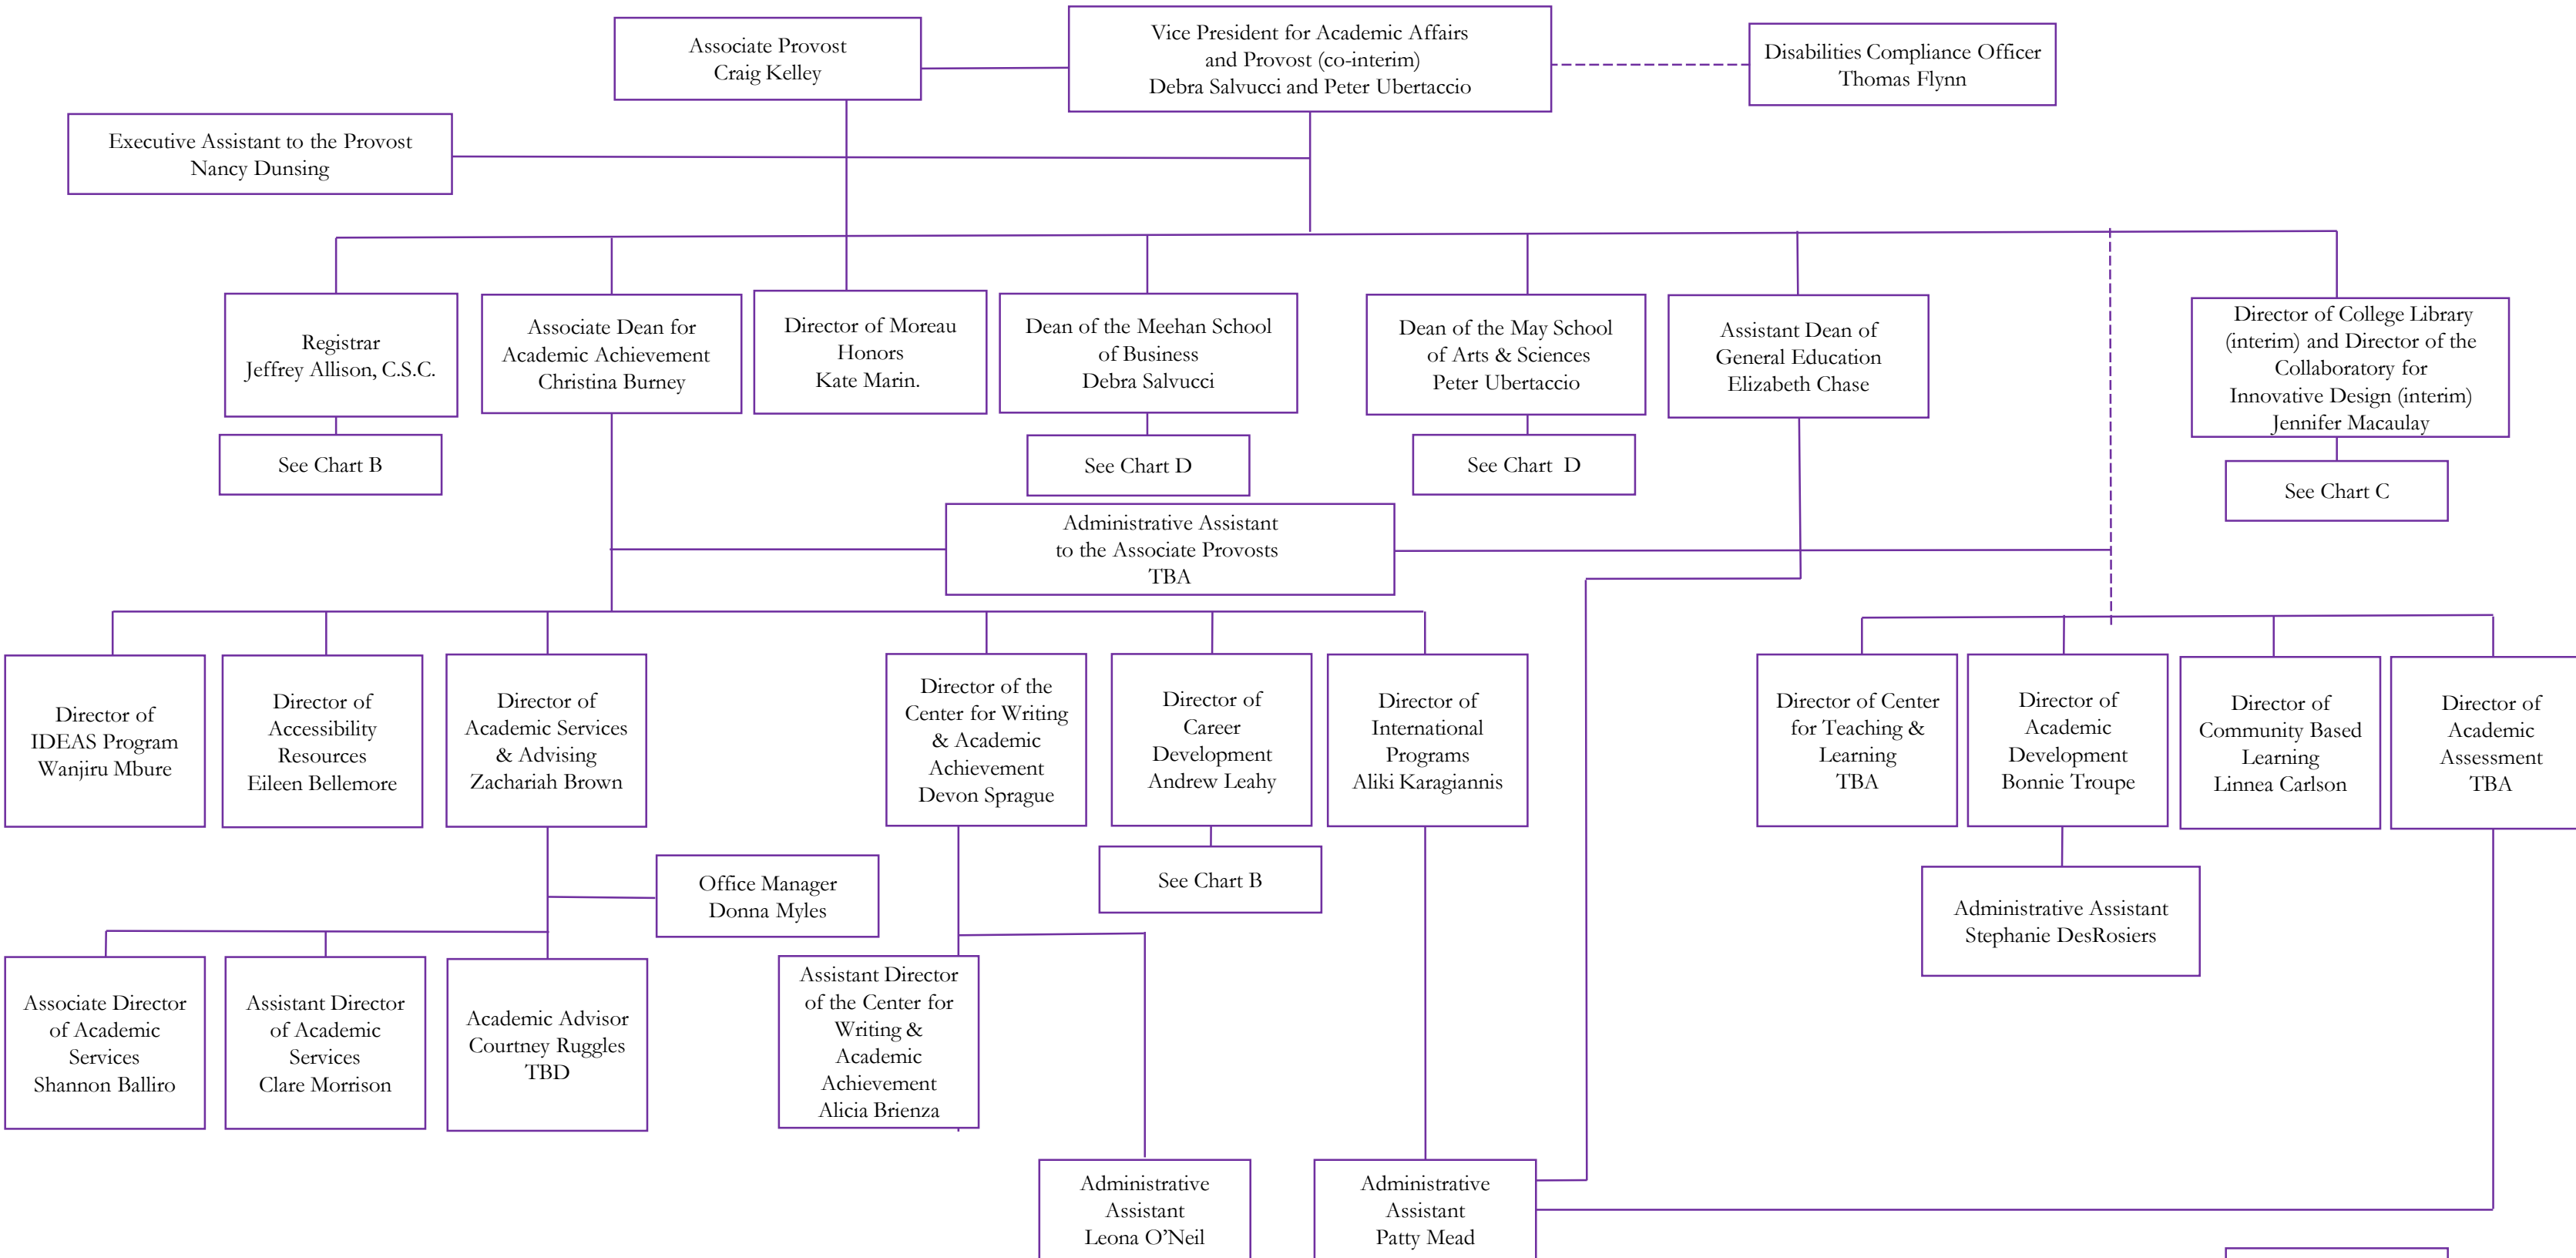 Associate Provost
Craig Kelley
Vice President for Academic Affairs
and Provost (co-interim)
Debra Salvucci and Peter Ubertaccio
Disabilities Compliance Officer
Thomas Flynn
Executive Assistant to the Provost
Nancy Dunsing
Registrar
Jeffrey Allison, C.S.C.
See Chart B
Associate Dean for
Academic Achievement
Christina Burney
Director of Moreau
Honors
Kate Marin.
Dean of the Meehan School
of Business
Debra Salvucci
See Chart D
Dean of the May School
of Arts & Sciences
Peter Ubertaccio
See Chart  D
Assistant Dean of
General Education
Elizabeth Chase
Director of College Library
(interim) and Director of the
Collaboratory for
Innovative Design (interim)
Jennifer Macaulay
See Chart C
Administrative Assistant
to the Associate Provosts
TBA
Director of
IDEAS Program
Wanjiru Mbure
Director of
Accessibility
Resources
Eileen Bellemore
Director of
Academic Services
& Advising
Zachariah Brown
Director of the
Center for Writing
& Academic
Achievement
Devon Sprague
Director of
Career
Development
Andrew Leahy
See Chart B
Director of
International
Programs
Aliki Karagiannis
Director of Center
for Teaching &
Learning
TBA
Director of
Academic
Development
Bonnie Troupe
Director of
Community Based
Learning
Linnea Carlson
Director of
Academic
Assessment
TBA
Office Manager
Donna Myles
Administrative Assistant
Stephanie DesRosiers
Associate Director
of Academic
Services
Shannon Balliro
Assistant Director
of Academic
Services
Clare Morrison
Academic Advisor
Courtney Ruggles
TBD
Assistant Director
of the Center for
Writing &
Academic
Achievement
Alicia Brienza
Administrative
Assistant
Leona O’Neil
Administrative
Assistant
Patty Mead